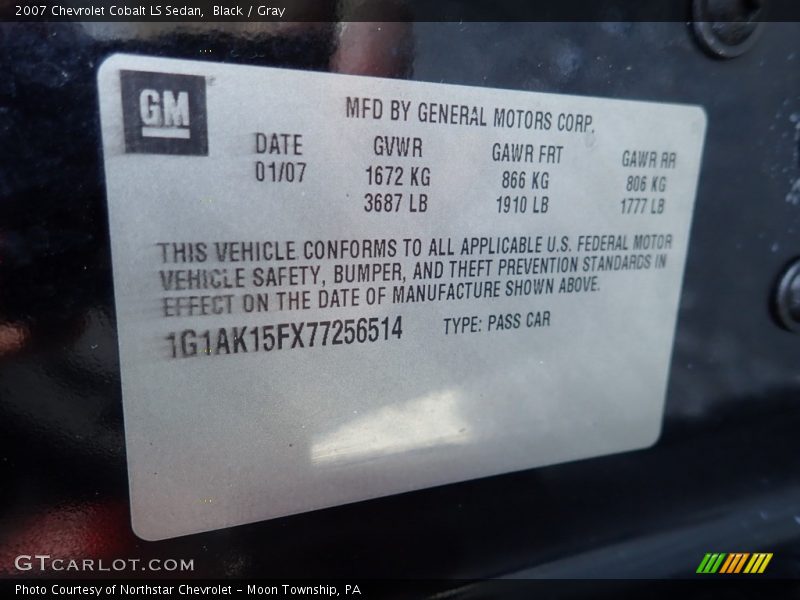 2007 Chevrolet Cobalt LS Sedan, Black / Gray
GM
MFD BY GENERAL MOTORS CORP.
DATE GVWR GAWR FRT GAWR RR
01/07 1672 KG 866 KG 806 KG
3687 LB 1910 LB 1777 LB
THIS VEHICLE CONFORMS TO ALL APPLICABLE U.S. FEDERAL MOTOR
VEHICLE SAFETY, BUMPER, AND THEFT PREVENTION STANDARDS IN
EFFECT ON THE DATE OF MANUFACTURE SHOWN ABOVE.
1G1AK15FX77256514 TYPE: PASS CAR
GTCARLOT.COM
Photo Courtesy of Northstar Chevrolet - Moon Township, PA